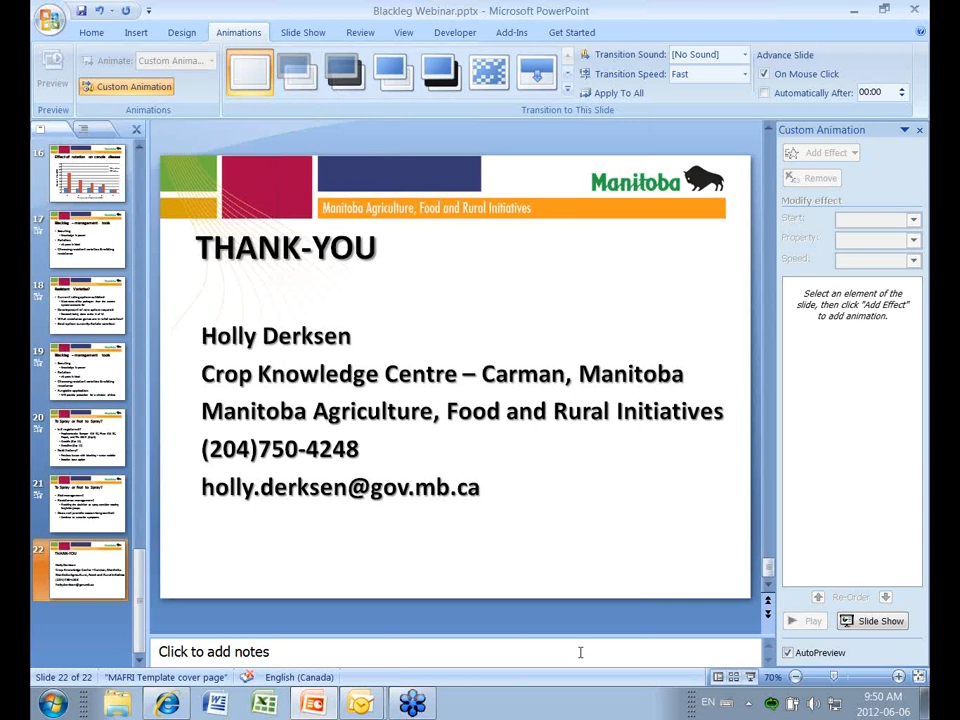 Blackleg Webinar.pptx - Microsoft PowerPoint
Home Insert Design Animations Slide Show Review View Developer Add-Ins Get Started
Preview
Animate: Custom Anima...
Custom Animation
Transition Sound: [No Sound]
Transition Speed: Fast
Apply To All
Advance Slide
On Mouse Click
Automatically After: 00:00
Preview Animations Transition to This Slide
Custom Animation
Add Effect
Remove
Modify effect
Start:
Property:
Speed:
Select an element of the
slide, then click "Add Effect"
to add animation.
Re-Order
Play Slide Show
AutoPreview
16
17
18
19
20
21
22
Manitoba
Manitoba Agriculture, Food and Rural Initiatives
THANK-YOU
Holly Derksen
Crop Knowledge Centre – Carman, Manitoba
Manitoba Agriculture, Food and Rural Initiatives
(204)750-4248
holly.derksen@gov.mb.ca
Click to add notes
Slide 22 of 22 "MAFRI Template cover page" English (Canada) 70%
EN 9:50 AM
2012-06-06